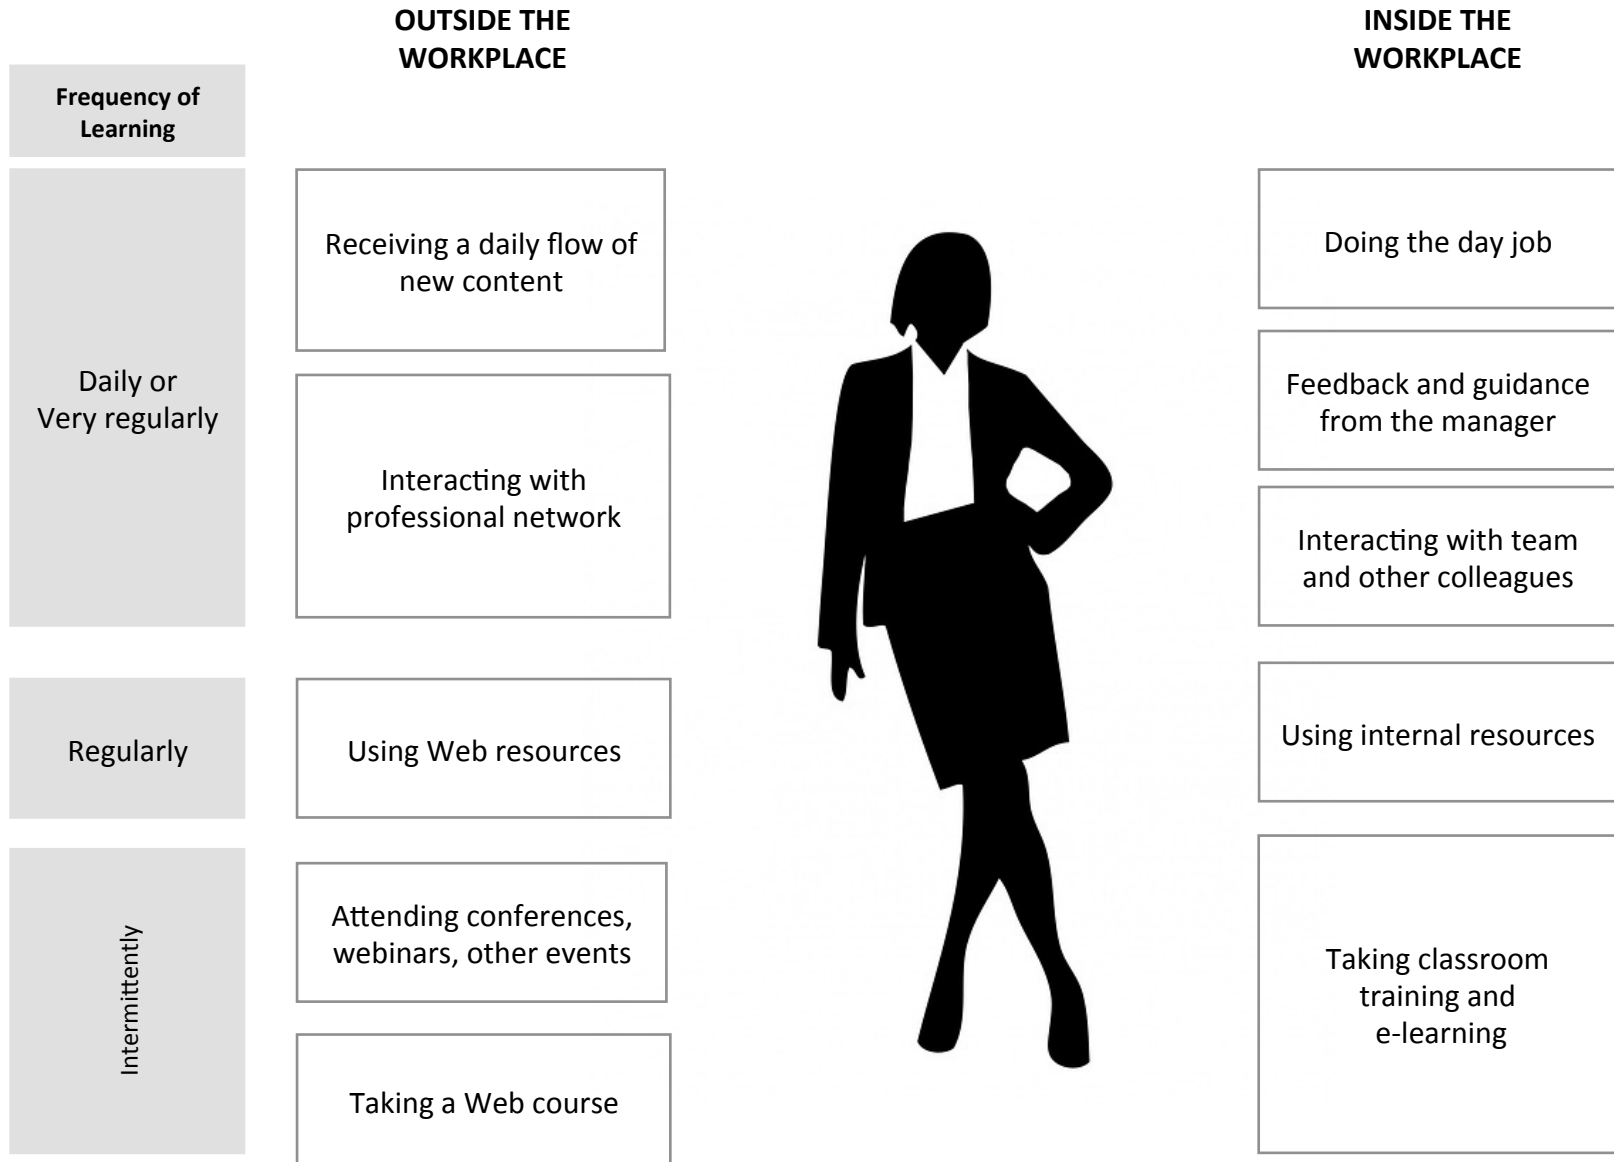 OUTSIDE THE
WORKPLACE
INSIDE THE
WORKPLACE
Frequency of
Learning
Daily or
Very regularly
Receiving a daily flow of
new content
Interacting with
professional network
Doing the day job
Feedback and guidance
from the manager
Interacting with team
and other colleagues
Regularly
Using Web resources
Using internal resources
Intermittently
Attending conferences,
webinars, other events
Taking a Web course
Taking classroom
training and
e-learning